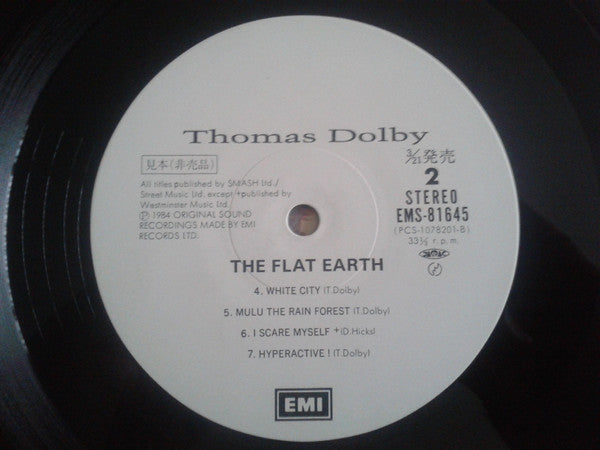 Thomas Dolby
見本(非売品)
3/21発売
2
STEREO
EMS-81645
(PCS-1078201-B)
33⅓ r.p.m.
All titles published by SMASH Ltd./
Street Music Ltd. except +published by
Westminster Music Ltd.
Ⓟ 1984 ORIGINAL SOUND
RECORDINGS MADE BY EMI
RECORDS LTD.
THE FLAT EARTH
4. WHITE CITY (T.Dolby)
5. MULU THE RAIN FOREST (T.Dolby)
6. I SCARE MYSELF +(D.Hicks)
7. HYPERACTIVE! (T.Dolby)
EMI